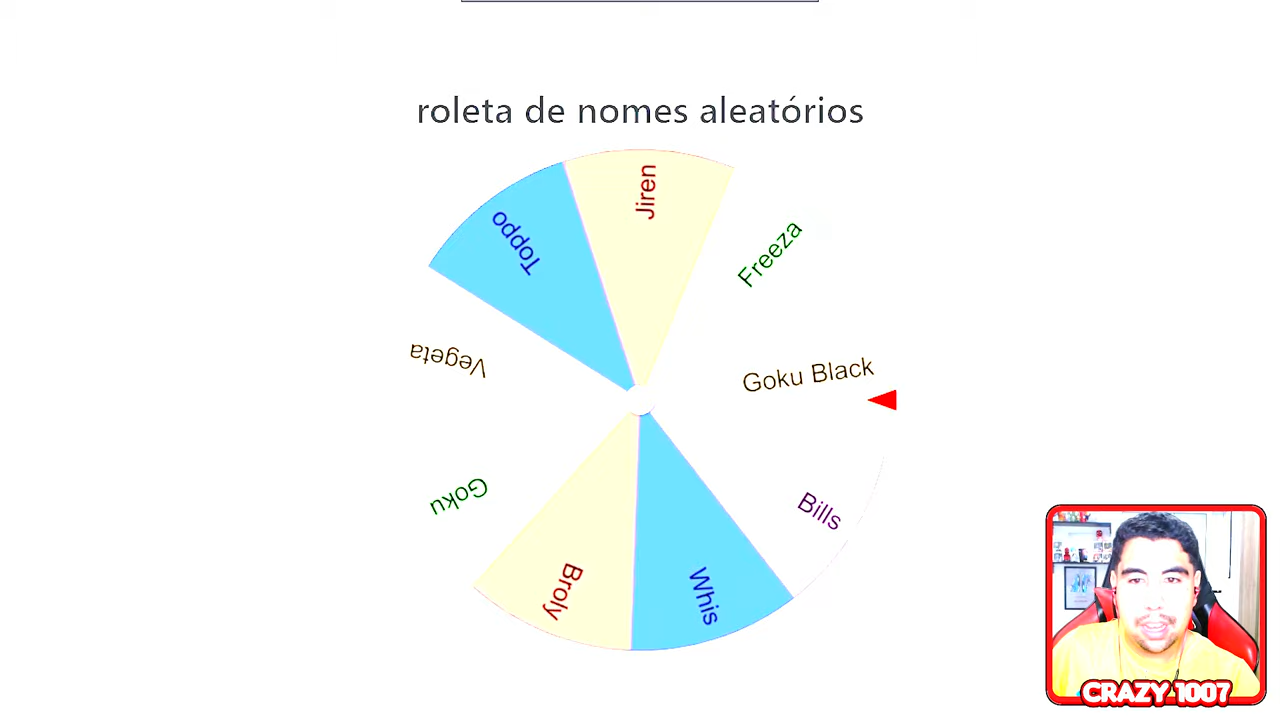 roleta de nomes aleatórios
Jiren
Toppo
Freeza
Vegeta
Goku Black
Goku
Bills
Broly
Whis
CRAZY 1007